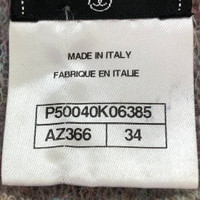 MADE IN ITALY
FABRIQUE EN ITALIE
P50040K06385
AZ366 34